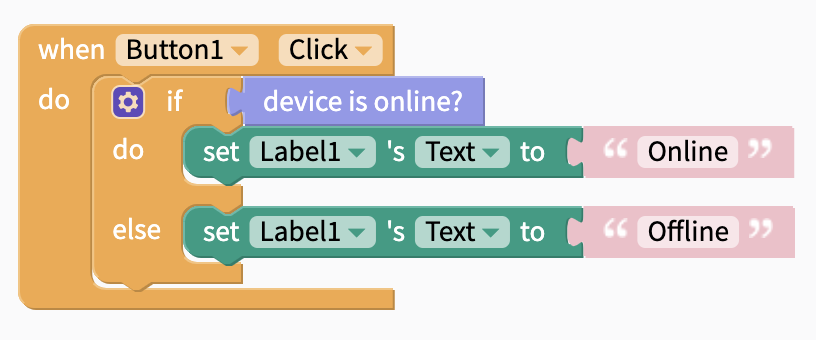 when Button1 Click
do if device is online?
do set Label1 's Text to “ Online ”
else set Label1 's Text to “ Offline ”